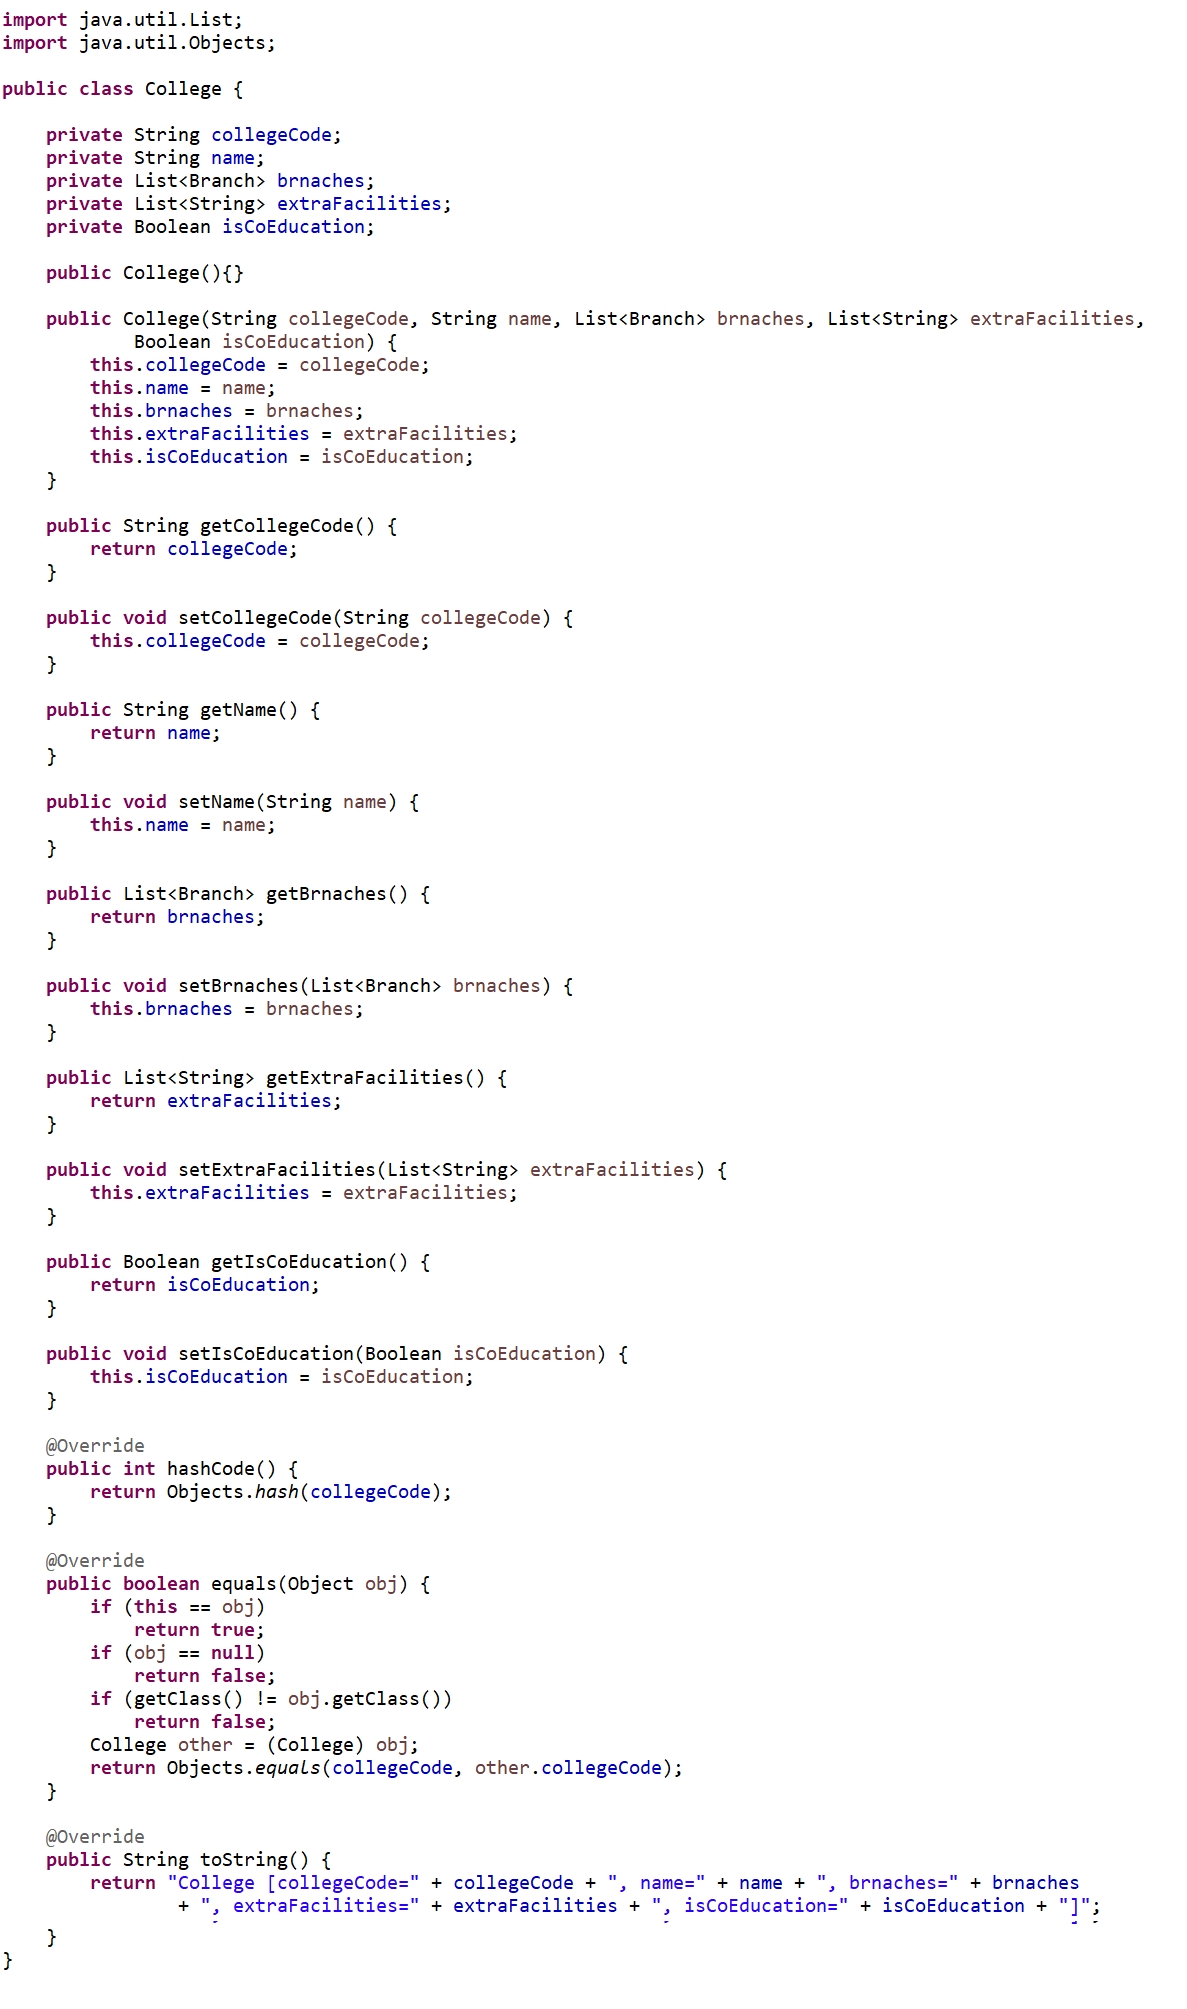 import java.util.List;
import java.util.Objects;

public class College {

    private String collegeCode;
    private String name;
    private List<Branch> brnaches;
    private List<String> extraFacilities;
    private Boolean isCoEducation;

    public College(){}

    public College(String collegeCode, String name, List<Branch> brnaches, List<String> extraFacilities,
            Boolean isCoEducation) {
        this.collegeCode = collegeCode;
        this.name = name;
        this.brnaches = brnaches;
        this.extraFacilities = extraFacilities;
        this.isCoEducation = isCoEducation;
    }

    public String getCollegeCode() {
        return collegeCode;
    }

    public void setCollegeCode(String collegeCode) {
        this.collegeCode = collegeCode;
    }

    public String getName() {
        return name;
    }

    public void setName(String name) {
        this.name = name;
    }

    public List<Branch> getBrnaches() {
        return brnaches;
    }

    public void setBrnaches(List<Branch> brnaches) {
        this.brnaches = brnaches;
    }

    public List<String> getExtraFacilities() {
        return extraFacilities;
    }

    public void setExtraFacilities(List<String> extraFacilities) {
        this.extraFacilities = extraFacilities;
    }

    public Boolean getIsCoEducation() {
        return isCoEducation;
    }

    public void setIsCoEducation(Boolean isCoEducation) {
        this.isCoEducation = isCoEducation;
    }

    @Override
    public int hashCode() {
        return Objects.hash(collegeCode);
    }

    @Override
    public boolean equals(Object obj) {
        if (this == obj)
            return true;
        if (obj == null)
            return false;
        if (getClass() != obj.getClass())
            return false;
        College other = (College) obj;
        return Objects.equals(collegeCode, other.collegeCode);
    }

    @Override
    public String toString() {
        return "College [collegeCode=" + collegeCode + ", name=" + name + ", brnaches=" + brnaches
                + ", extraFacilities=" + extraFacilities + ", isCoEducation=" + isCoEducation + "]";
    }
}